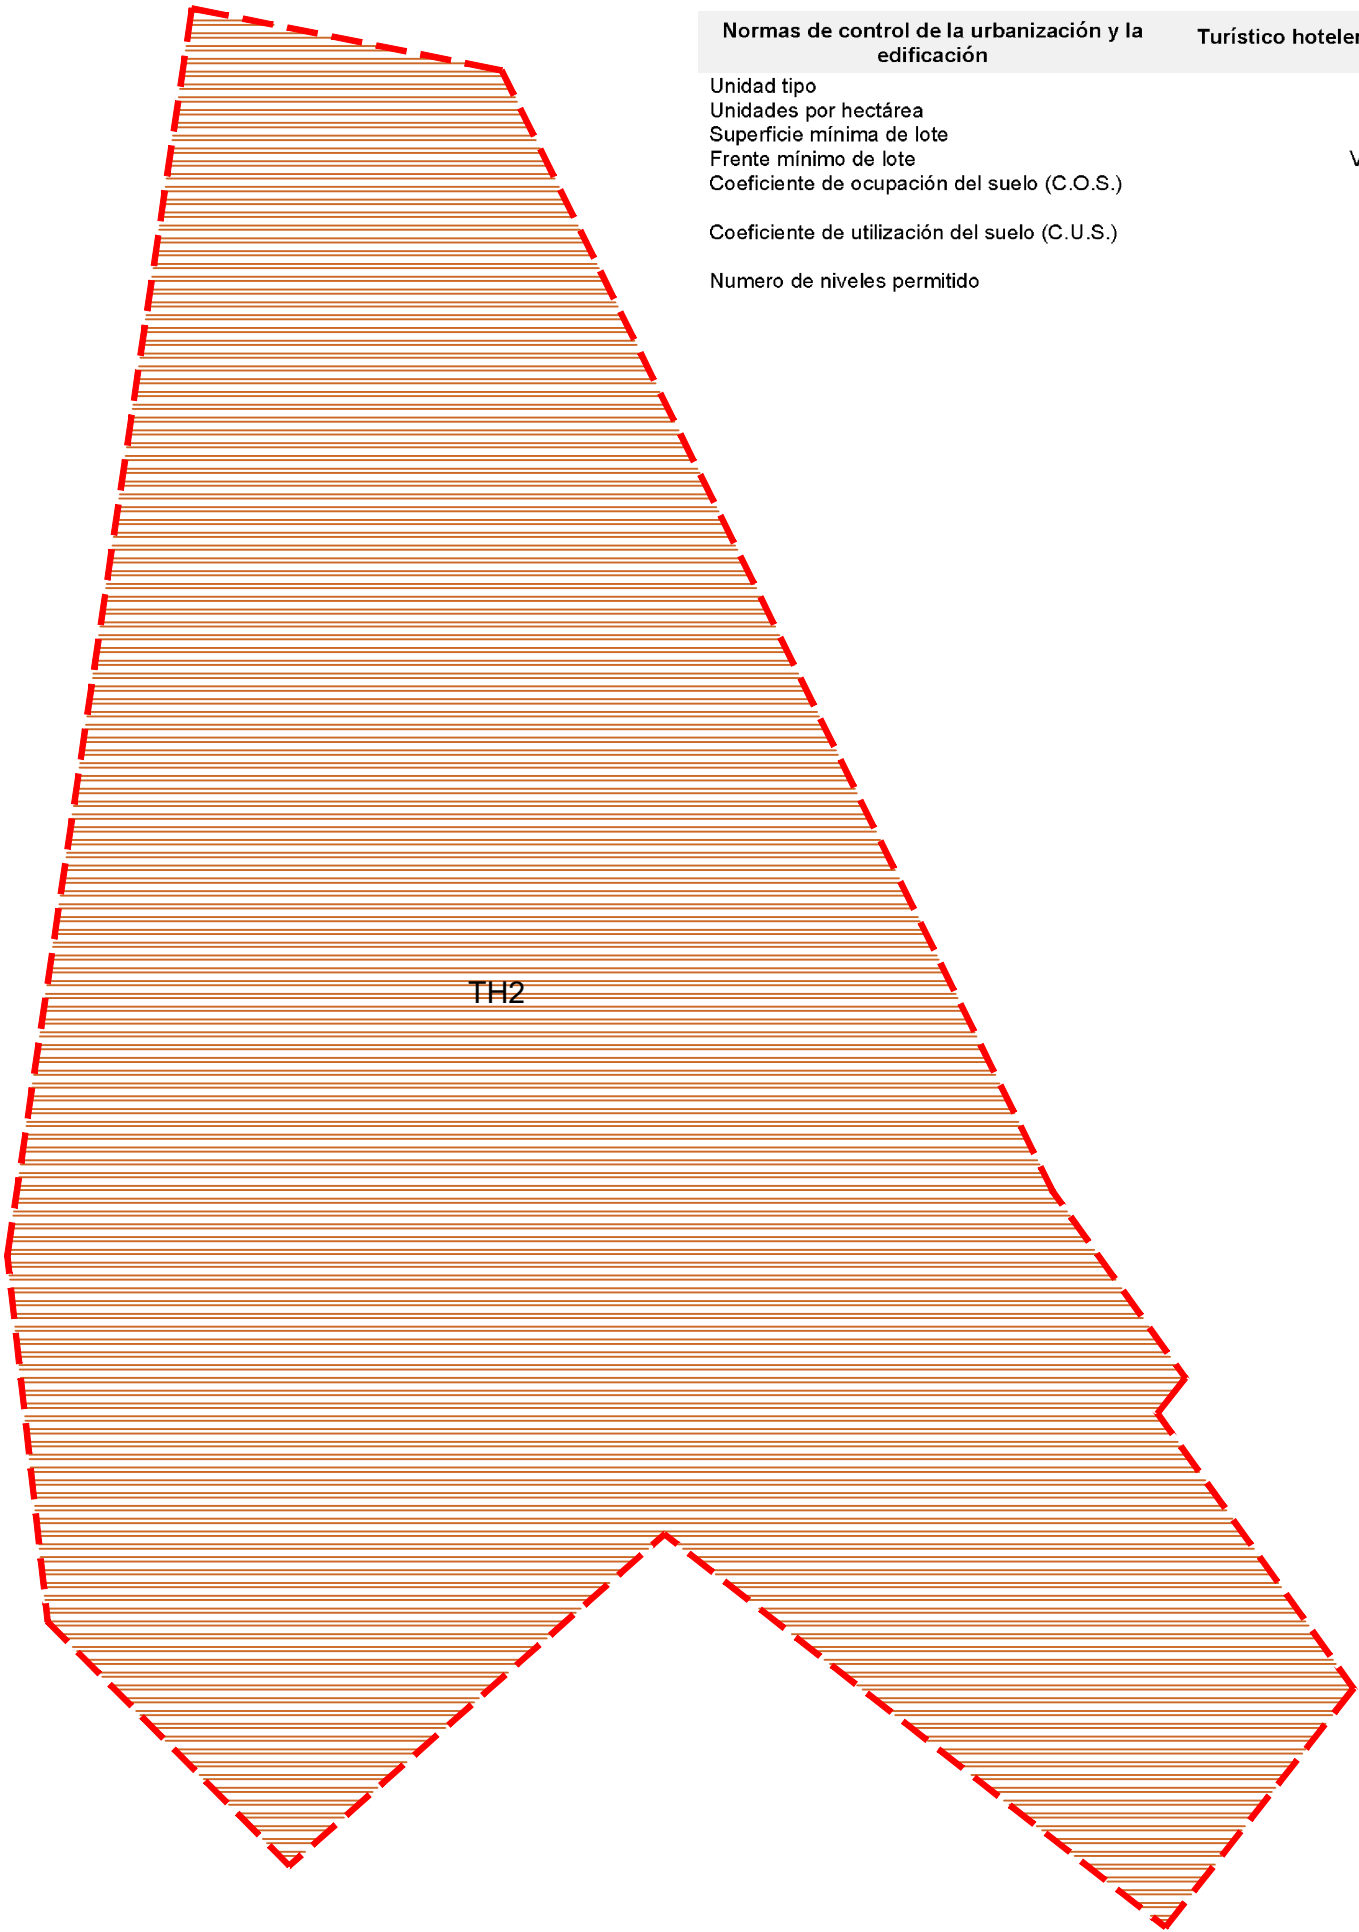 Normas de control de la urbanización y la
edificación
Turístico hoteler
Unidad tipo
Unidades por hectárea
Superficie mínima de lote
Frente mínimo de lote V
Coeficiente de ocupación del suelo (C.O.S.)
Coeficiente de utilización del suelo (C.U.S.)
Numero de niveles permitido
TH2